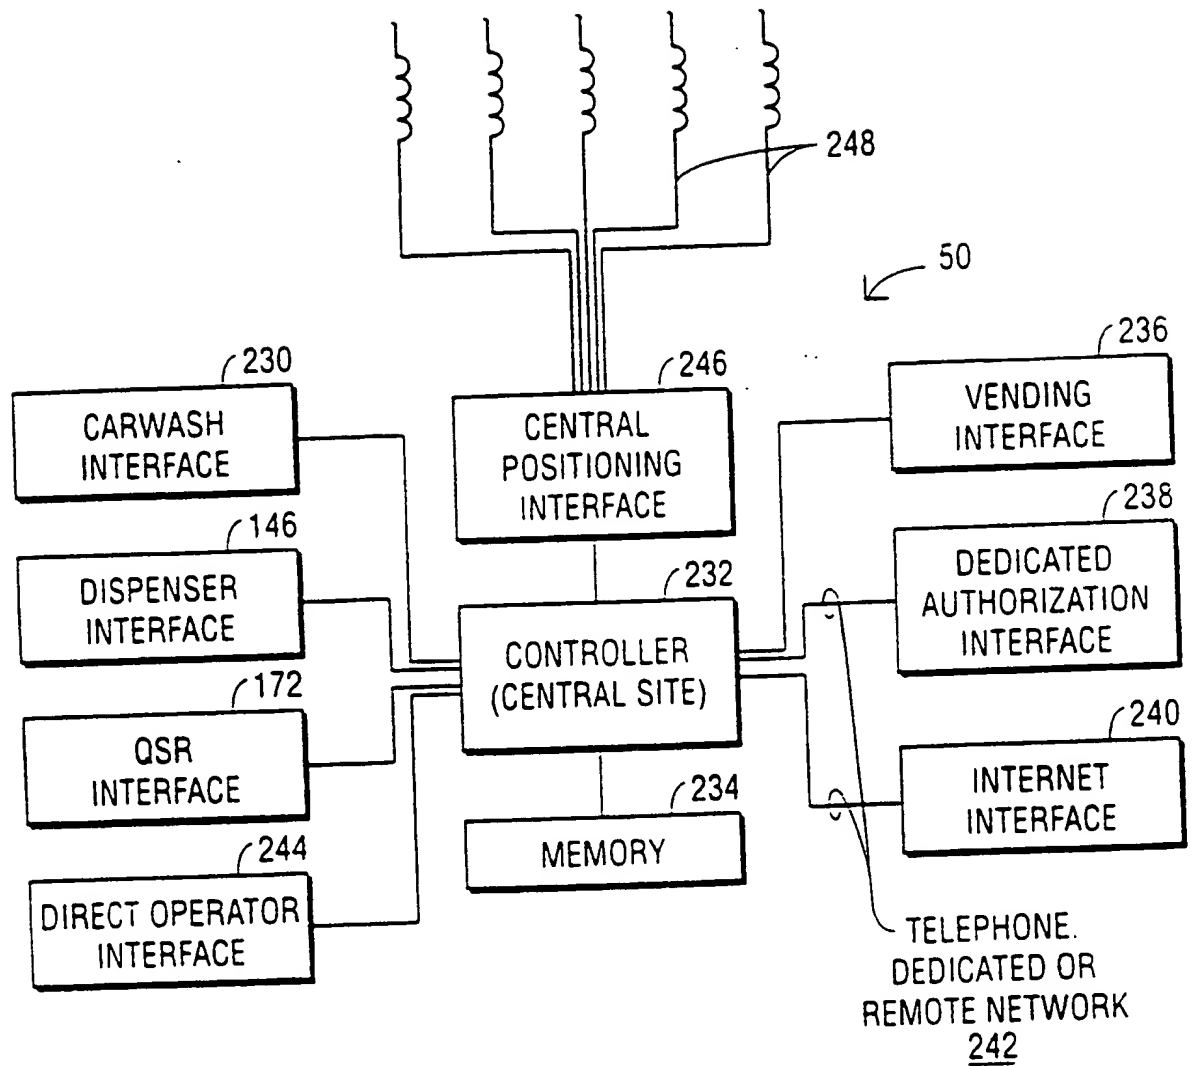 248
50
230
CARWASH
INTERFACE
246
CENTRAL
POSITIONING
INTERFACE
236
VENDING
INTERFACE
146
DISPENSER
INTERFACE
238
DEDICATED
AUTHORIZATION
INTERFACE
232
CONTROLLER
(CENTRAL SITE)
172
QSR
INTERFACE
240
INTERNET
INTERFACE
234
MEMORY
244
DIRECT OPERATOR
INTERFACE
TELEPHONE.
DEDICATED OR
REMOTE NETWORK
242